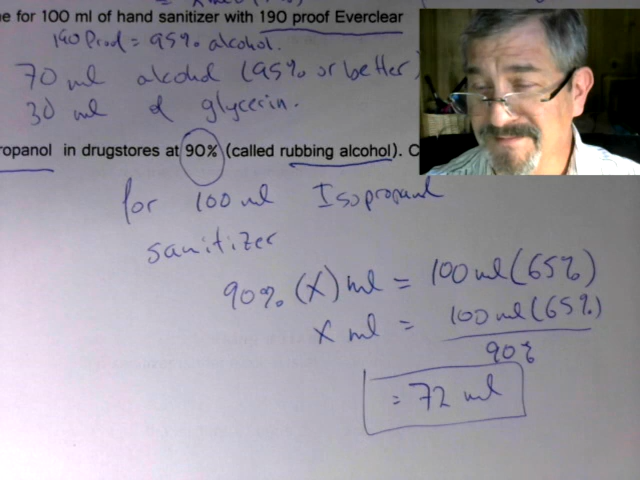 e for 100 ml of hand sanitizer with 190 proof Everclear
190 Proof = 95% alcohol.
70 ml alcohol (95% or better)
30 ml of glycerin.
ropanol in drugstores at 90% (called rubbing alcohol). C
for 100 ml Isopropanol
sanitizer
90% (x) ml = 100 ml (65%)
x ml = 100 ml (65%)
90%
= 72 ml